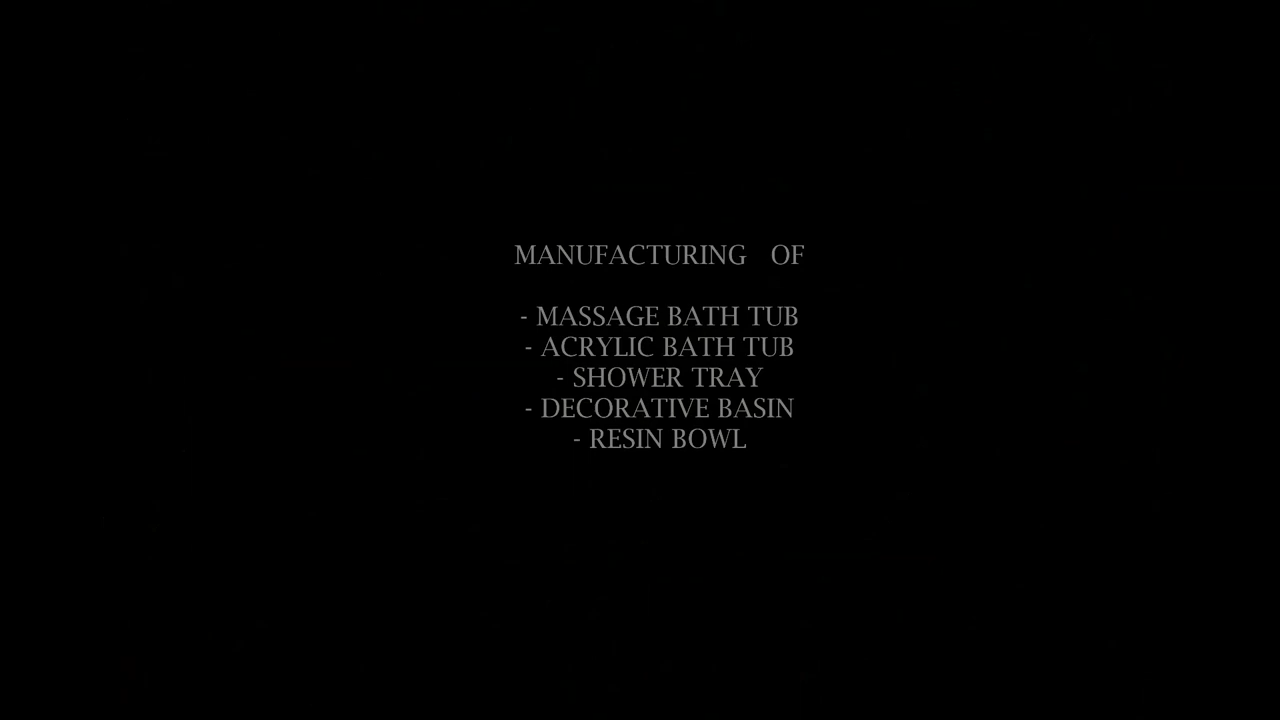 MANUFACTURING OF
- MASSAGE BATH TUB
- ACRYLIC BATH TUB
- SHOWER TRAY
- DECORATIVE BASIN
- RESIN BOWL